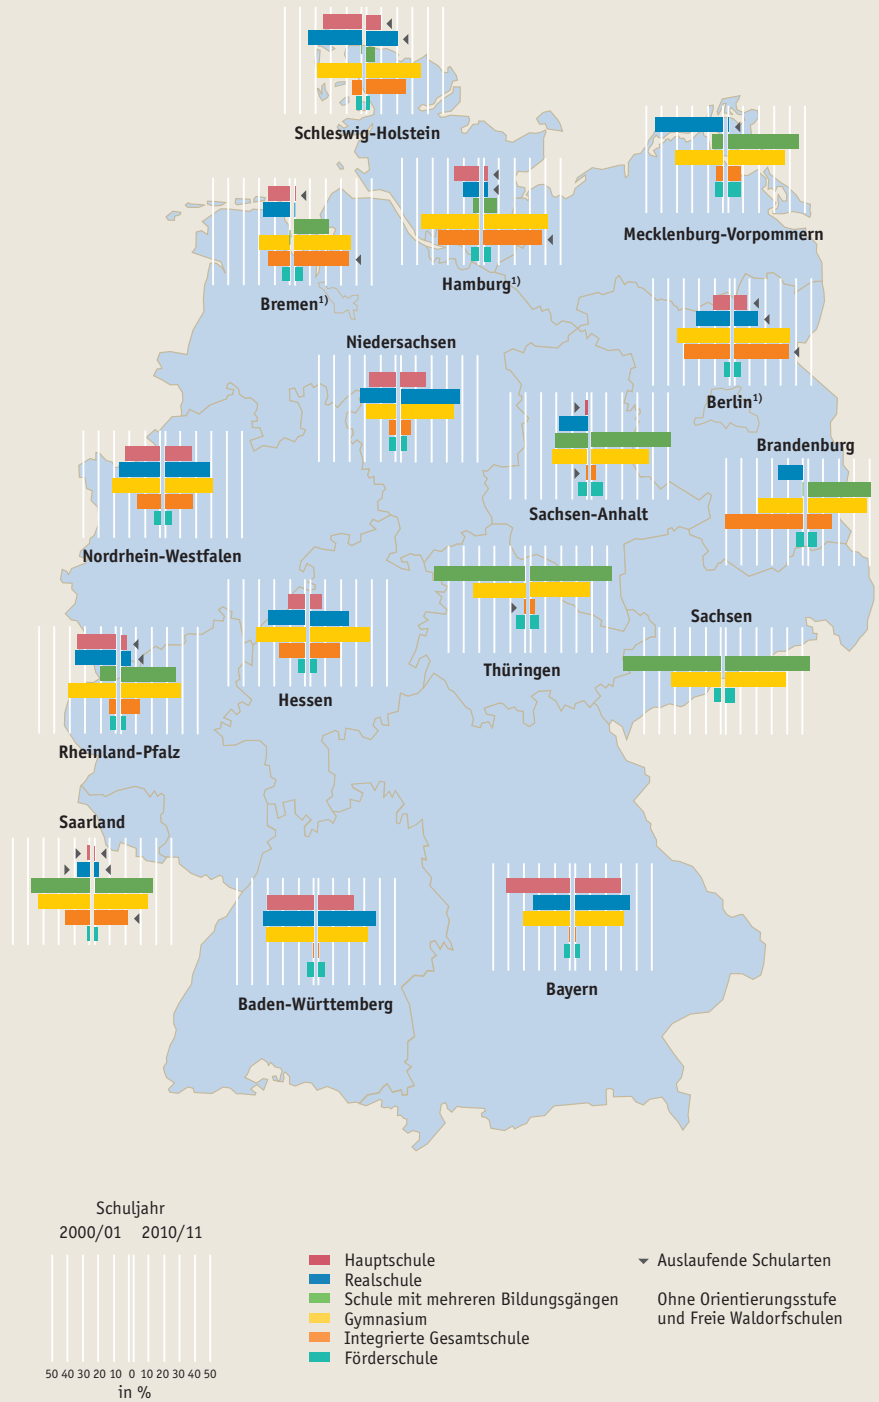 Schleswig-Holstein
Mecklenburg-Vorpommern
Hamburg1)
Bremen1)
Niedersachsen
Berlin1)
Brandenburg
Sachsen-Anhalt
Nordrhein-Westfalen
Sachsen
Thüringen
Hessen
Rheinland-Pfalz
Saarland
Bayern
Baden-Württemberg
Schuljahr
2000/01 2010/11
50 40 30 20 10 0 10 20 30 40 50
in %
Hauptschule
Realschule
Schule mit mehreren Bildungsgängen
Gymnasium
Integrierte Gesamtschule
Förderschule
Auslaufende Schularten
Ohne Orientierungsstufe
und Freie Waldorfschulen